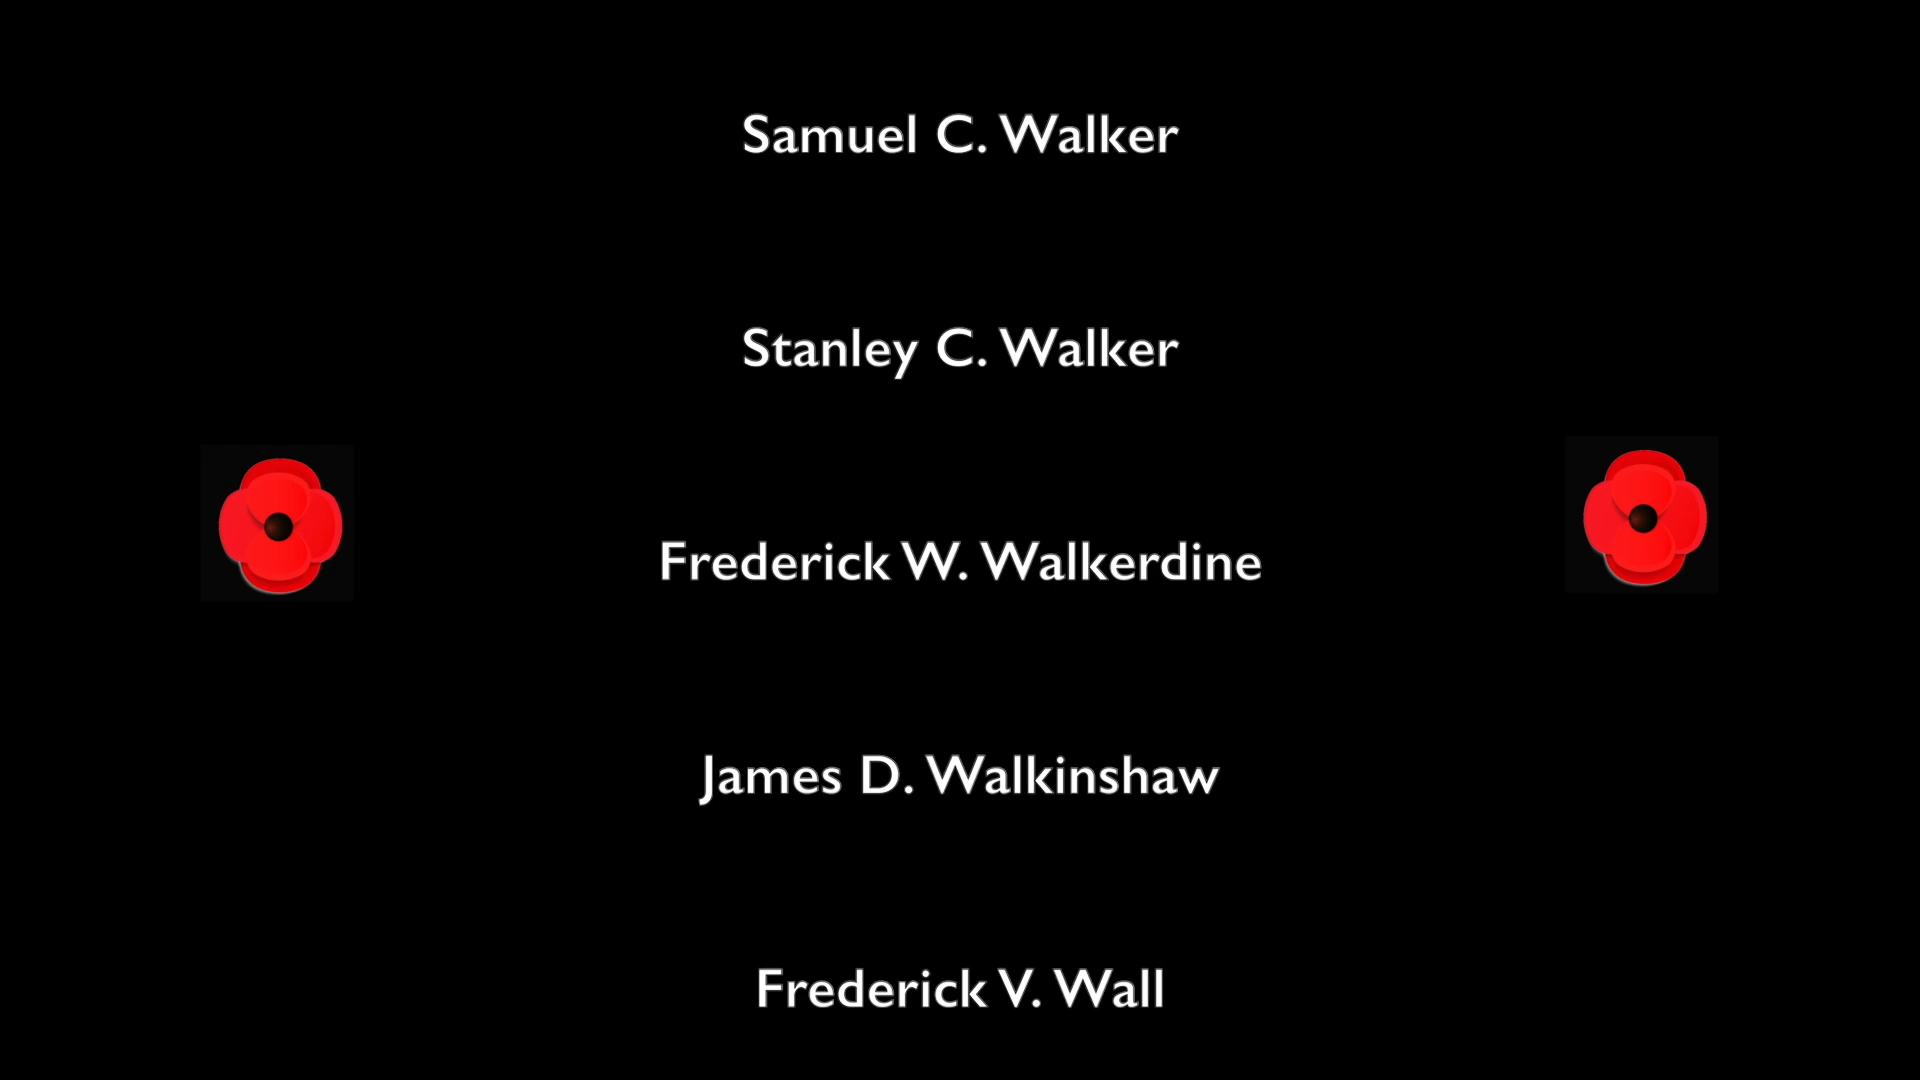 Samuel C. Walker
Stanley C. Walker
Frederick W. Walkerdine
James D. Walkinshaw
Frederick V. Wall